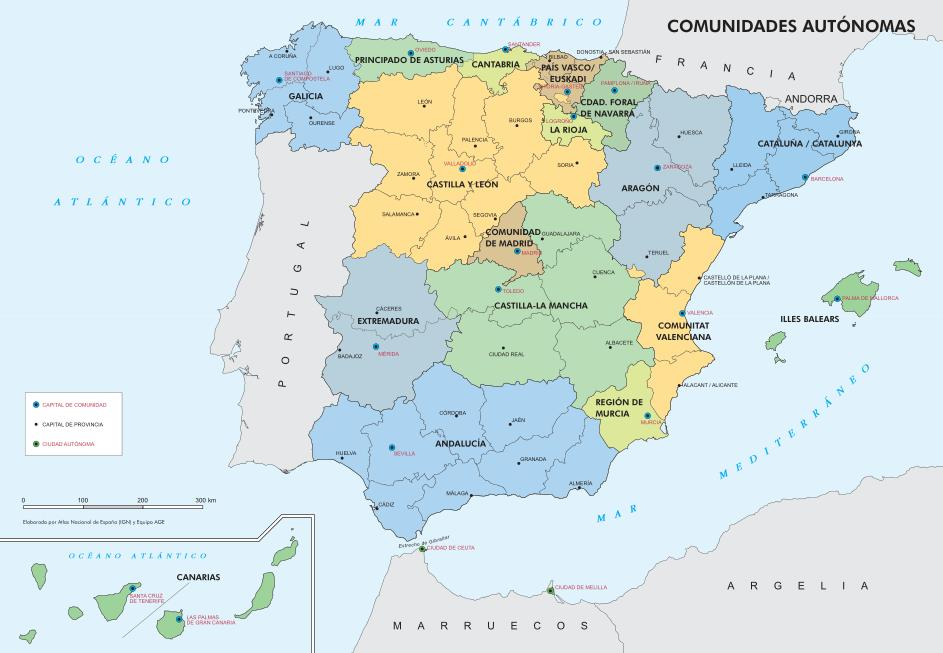 MAR CANTÁBRICO
COMUNIDADES AUTÓNOMAS
FRANCIA
ANDORRA
OCÉANO
ATLÁNTICO
PORTUGAL
A CORUÑA
LUGO
SANTIAGO
DE COMPOSTELA
GALICIA
PONTEVEDRA
OURENSE
OVIEDO
PRINCIPADO DE ASTURIAS
SANTANDER
CANTABRIA
BILBAO
DONOSTIA - SAN SEBASTIÁN
PAÍS VASCO/
EUSKADI
VITORIA-GASTEIZ
PAMPLONA / IRUÑA
CDAD. FORAL
DE NAVARRA
LOGROÑO
LA RIOJA
LEÓN
BURGOS
PALENCIA
VALLADOLID
ZAMORA
SORIA
CASTILLA Y LEÓN
SALAMANCA
SEGOVIA
ÁVILA
HUESCA
ZARAGOZA
ARAGÓN
TERUEL
GIRONA
CATALUÑA / CATALUNYA
LLEIDA
BARCELONA
TARRAGONA
COMUNIDAD
DE MADRID
MADRID
GUADALAJARA
CUENCA
TOLEDO
CASTILLA-LA MANCHA
CIUDAD REAL
ALBACETE
CÁCERES
EXTREMADURA
BADAJOZ
MÉRIDA
CASTELLÓ DE LA PLANA /
CASTELLÓN DE LA PLANA
VALENCIA
COMUNITAT
VALENCIANA
ALACANT / ALICANTE
PALMA DE MALLORCA
ILLES BALEARS
REGIÓN DE
MURCIA
MURCIA
CÓRDOBA
JAÉN
ANDALUCÍA
HUELVA
SEVILLA
GRANADA
ALMERÍA
MÁLAGA
CÁDIZ
MAR MEDITERRÁNEO
Estrecho de Gibraltar
CIUDAD DE CEUTA
CIUDAD DE MELILLA
MARRUECOS
ARGELIA
CAPITAL DE COMUNIDAD
CAPITAL DE PROVINCIA
CIUDAD AUTÓNOMA
0 100 200 300 km
Elaborado por Atlas Nacional de España (IGN) y Equipo AGE
OCÉANO ATLÁNTICO
CANARIAS
SANTA CRUZ
DE TENERIFE
LAS PALMAS
DE GRAN CANARIA